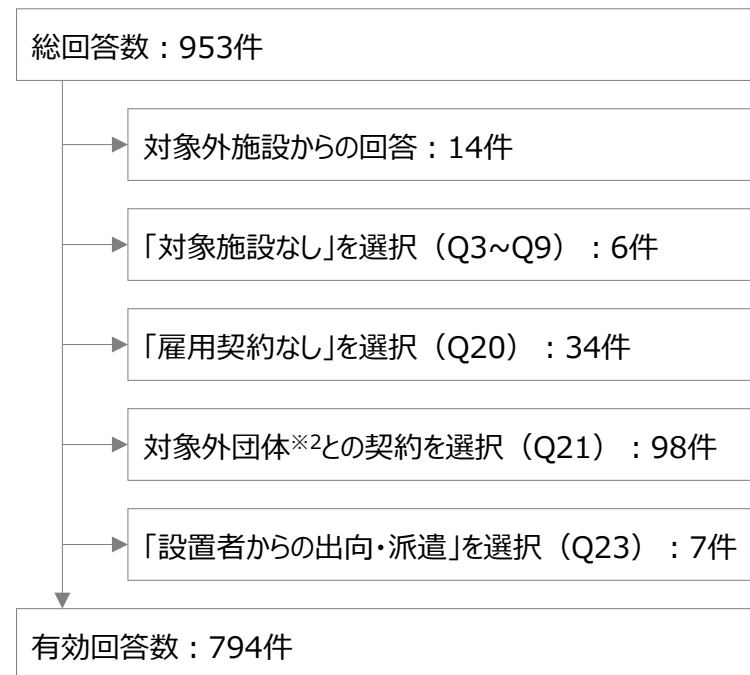 総回答数：953件
対象外施設からの回答：14件
「対象施設なし」を選択（Q3~Q9）：6件
「雇用契約なし」を選択（Q20）：34件
対象外団体※2との契約を選択（Q21）：98件
「設置者からの出向・派遣」を選択（Q23）：7件
有効回答数：794件